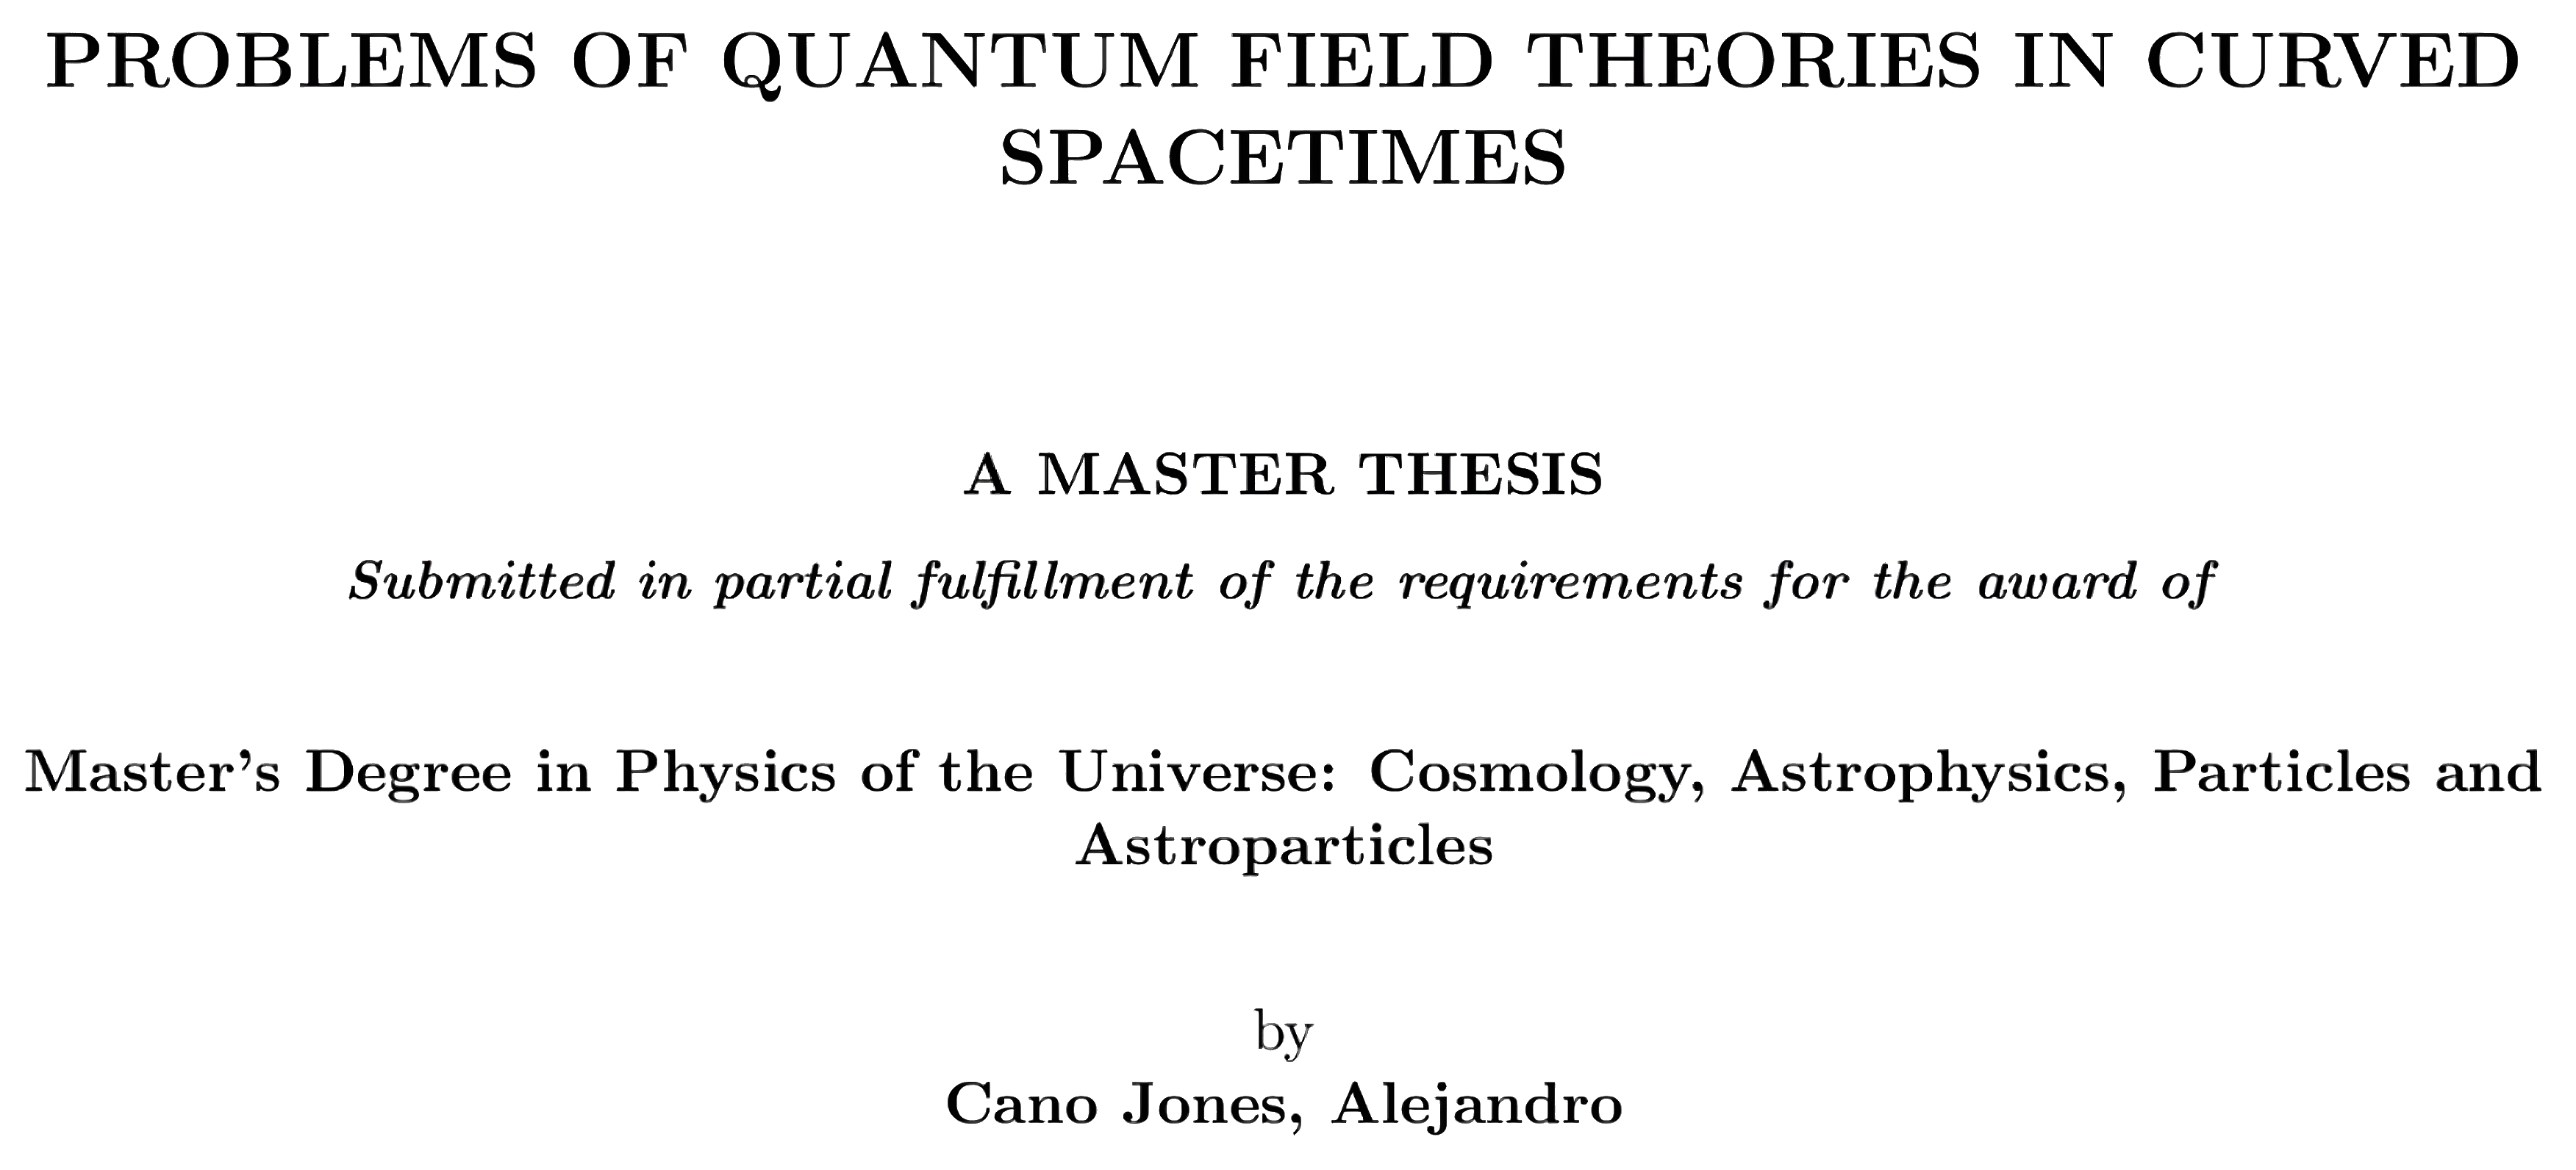 PROBLEMS OF QUANTUM FIELD THEORIES IN CURVED
SPACETIMES
A MASTER THESIS
Submitted in partial fulfillment of the requirements for the award of
Master's Degree in Physics of the Universe: Cosmology, Astrophysics, Particles and
Astroparticles
by
Cano Jones, Alejandro